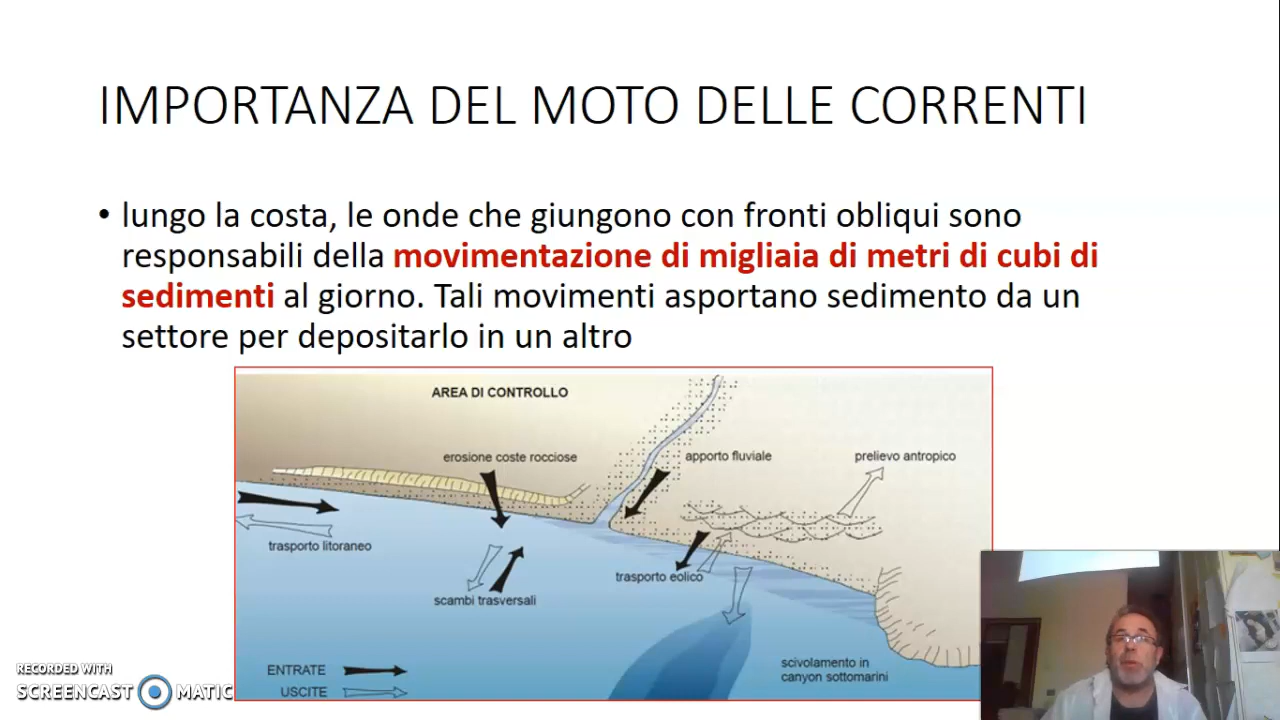 IMPORTANZA DEL MOTO DELLE CORRENTI
• lungo la costa, le onde che giungono con fronti obliqui sono
responsabili della movimentazione di migliaia di metri di cubi di
sedimenti al giorno. Tali movimenti asportano sedimento da un
settore per depositarlo in un altro
AREA DI CONTROLLO
erosione coste rocciose
apporto fluviale
prelievo antropico
trasporto litoraneo
trasporto eolico
scambi trasversali
scivolamento in
canyon sottomarini
ENTRATE
USCITE
RECORDED WITH
SCREENCAST MATIC